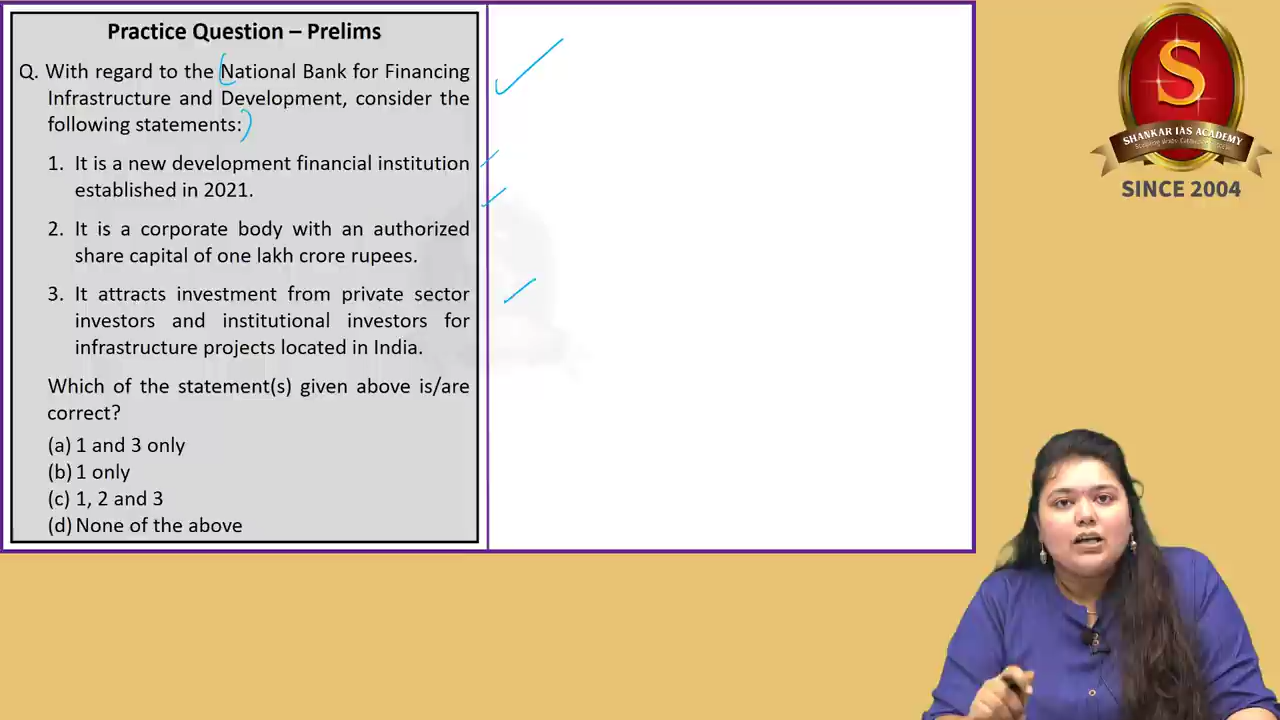 Practice Question – Prelims
Q. With regard to the National Bank for Financing
Infrastructure and Development, consider the
following statements:
1. It is a new development financial institution
established in 2021.
2. It is a corporate body with an authorized
share capital of one lakh crore rupees.
3. It attracts investment from private sector
investors and institutional investors for
infrastructure projects located in India.
Which of the statement(s) given above is/are
correct?
(a) 1 and 3 only
(b) 1 only
(c) 1, 2 and 3
(d) None of the above
S
SHANKAR IAS ACADEMY
SINCE 2004